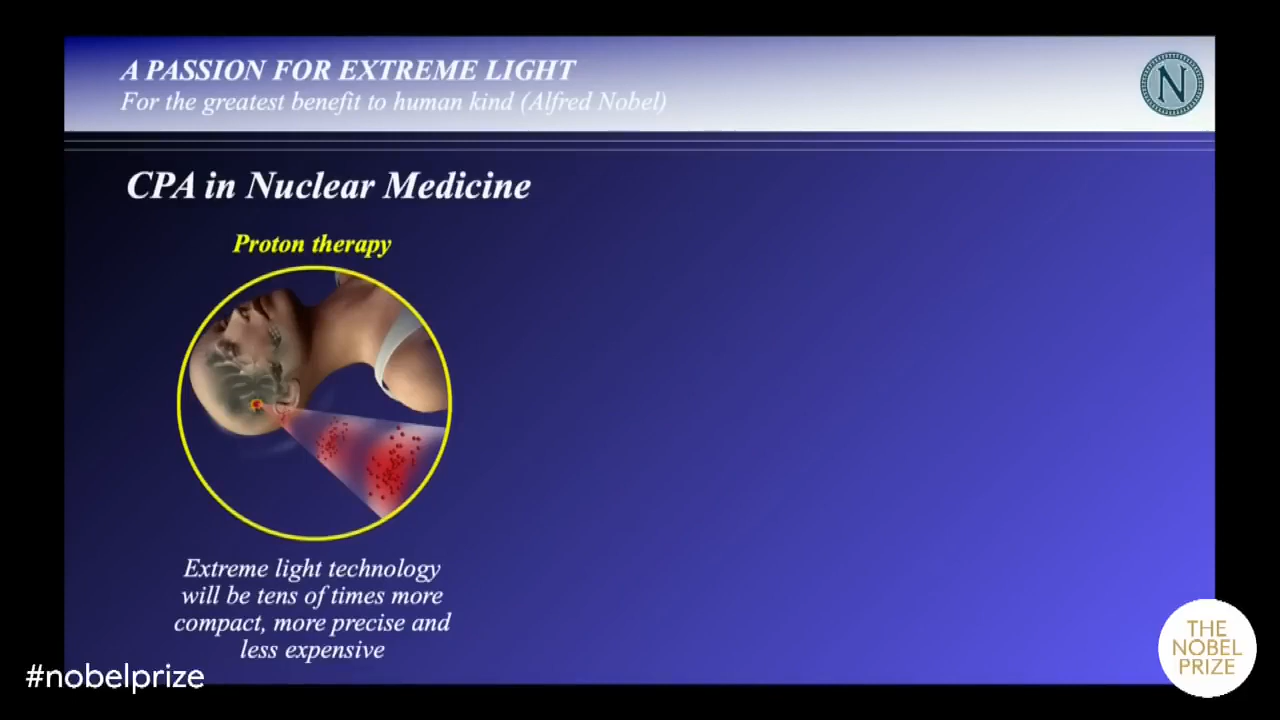 A PASSION FOR EXTREME LIGHT
For the greatest benefit to human kind (Alfred Nobel)
N
CPA in Nuclear Medicine
Proton therapy
Extreme light technology
will be tens of times more
compact, more precise and
less expensive
#nobelprize
THE
NOBEL
PRIZE